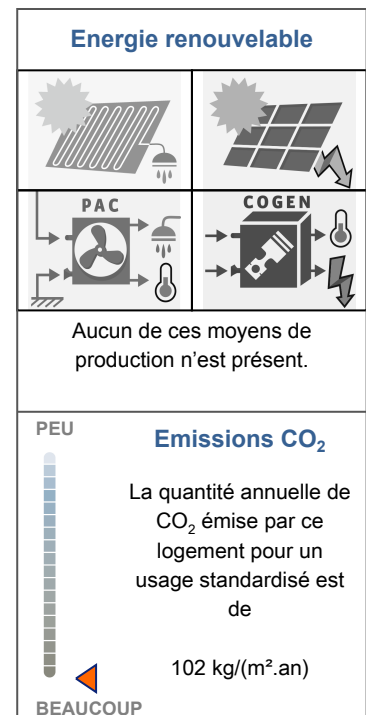 Energie renouvelable
PAC
COGEN
Aucun de ces moyens de
production n'est présent.
PEU
Emissions CO₂
La quantité annuelle de
CO₂ émise par ce
logement pour un
usage standardisé est
de
102 kg/(m².an)
BEAUCOUP